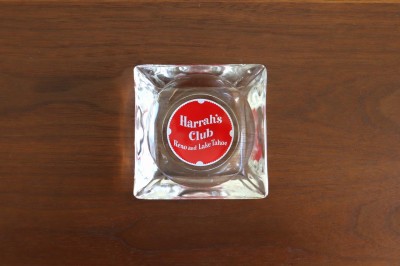 Harrah's
Club
Reno and Lake Tahoe